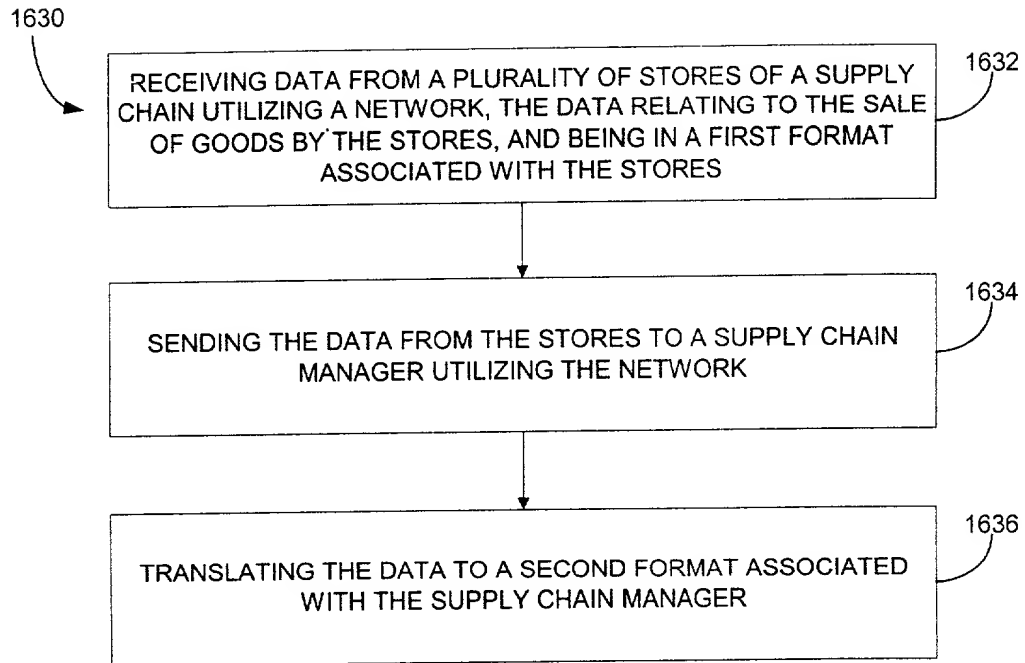 1630
RECEIVING DATA FROM A PLURALITY OF STORES OF A SUPPLY
CHAIN UTILIZING A NETWORK, THE DATA RELATING TO THE SALE
OF GOODS BY THE STORES, AND BEING IN A FIRST FORMAT
ASSOCIATED WITH THE STORES
1632
SENDING THE DATA FROM THE STORES TO A SUPPLY CHAIN
MANAGER UTILIZING THE NETWORK
1634
TRANSLATING THE DATA TO A SECOND FORMAT ASSOCIATED
WITH THE SUPPLY CHAIN MANAGER
1636